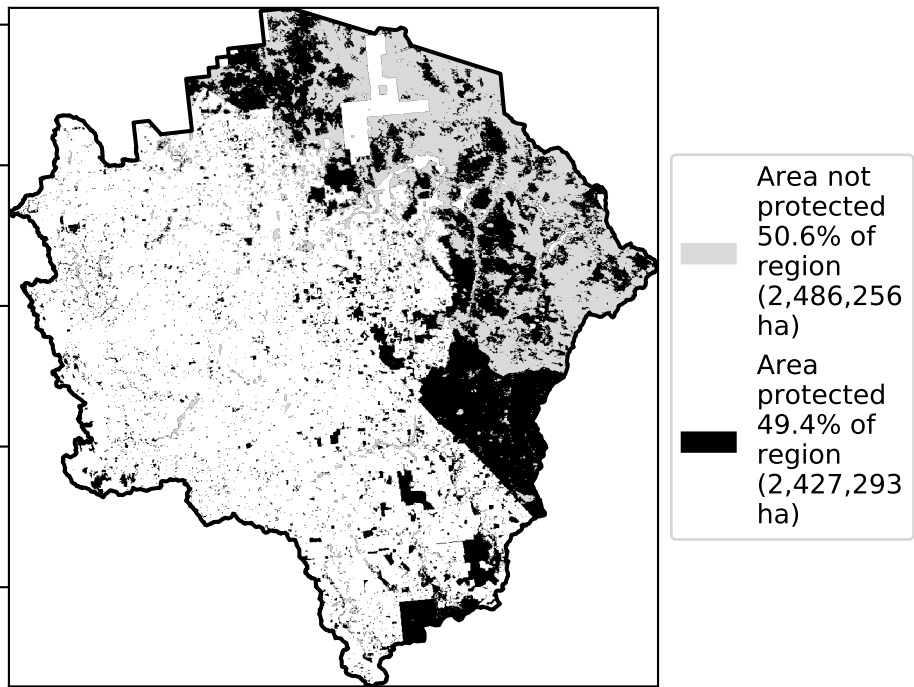 Area not
protected
50.6% of
region
(2,486,256
ha)
Area
protected
49.4% of
region
(2,427,293
ha)